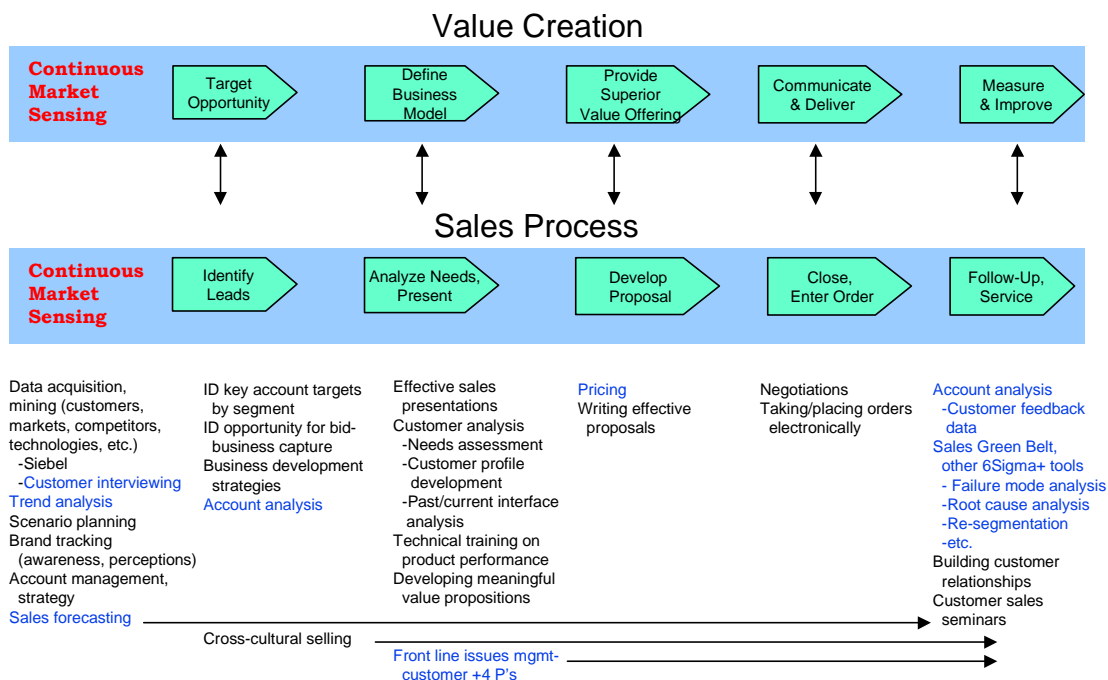 Value Creation
Continuous
Market
Sensing
Target
Opportunity
Define
Business
Model
Provide
Superior
Value Offering
Communicate
& Deliver
Measure
& Improve
Sales Process
Continuous
Market
Sensing
Identify
Leads
Analyze Needs,
Present
Develop
Proposal
Close,
Enter Order
Follow-Up,
Service
Data acquisition,
mining (customers,
markets, competitors,
technologies, etc.)
-Siebel
-Customer interviewing
Trend analysis
Scenario planning
Brand tracking
(awareness, perceptions)
Account management,
strategy
Sales forecasting
ID key account targets
by segment
ID opportunity for bid-
business capture
Business development
strategies
Account analysis
Effective sales
presentations
Customer analysis
-Needs assessment
-Customer profile
development
-Past/current interface
analysis
Technical training on
product performance
Developing meaningful
value propositions
Pricing
Writing effective
proposals
Negotiations
Taking/placing orders
electronically
Account analysis
-Customer feedback
data
Sales Green Belt,
other 6Sigma+ tools
- Failure mode analysis
-Root cause analysis
-Re-segmentation
-etc.
Building customer
relationships
Customer sales
seminars
Cross-cultural selling
Front line issues mgmt-
customer +4 P's